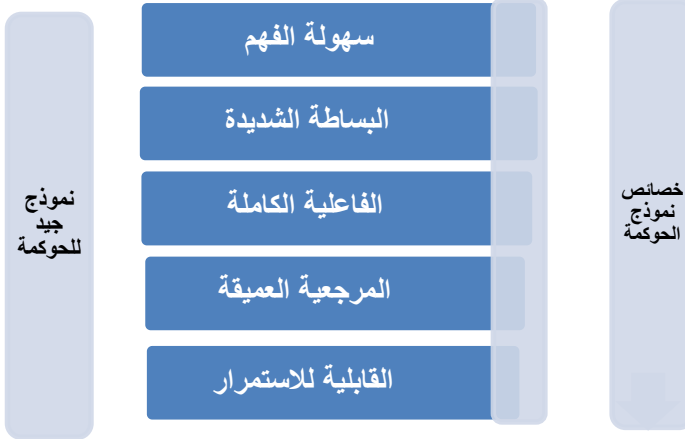 خصائص
نموذج
الحوكمة
سهولة الفهم
البساطة الشديدة
الفاعلية الكاملة
المرجعية العميقة
القابلية للاستمرار
نموذج
جيد
للحوكمة